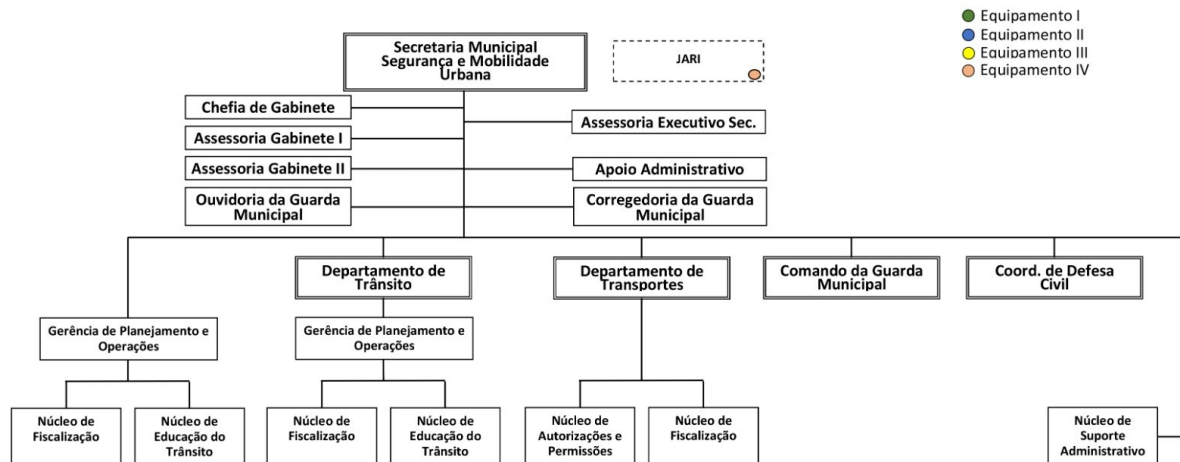 Equipamento I
Equipamento II
Equipamento III
Equipamento IV
Secretaria Municipal
Segurança e Mobilidade
Urbana
JARI
Chefia de Gabinete
Assessoria Executivo Sec.
Assessoria Gabinete I
Assessoria Gabinete II
Apoio Administrativo
Ouvidoria da Guarda
Municipal
Corregedoria da Guarda
Municipal
Departamento de
Trânsito
Departamento de
Transportes
Comando da Guarda
Municipal
Coord. de Defesa
Civil
Gerência de Planejamento e
Operações
Gerência de Planejamento e
Operações
Núcleo de
Fiscalização
Núcleo de
Educação do
Trânsito
Núcleo de
Fiscalização
Núcleo de
Educação do
Trânsito
Núcleo de
Autorizações e
Permissões
Núcleo de
Fiscalização
Núcleo de
Suporte
Administrativo